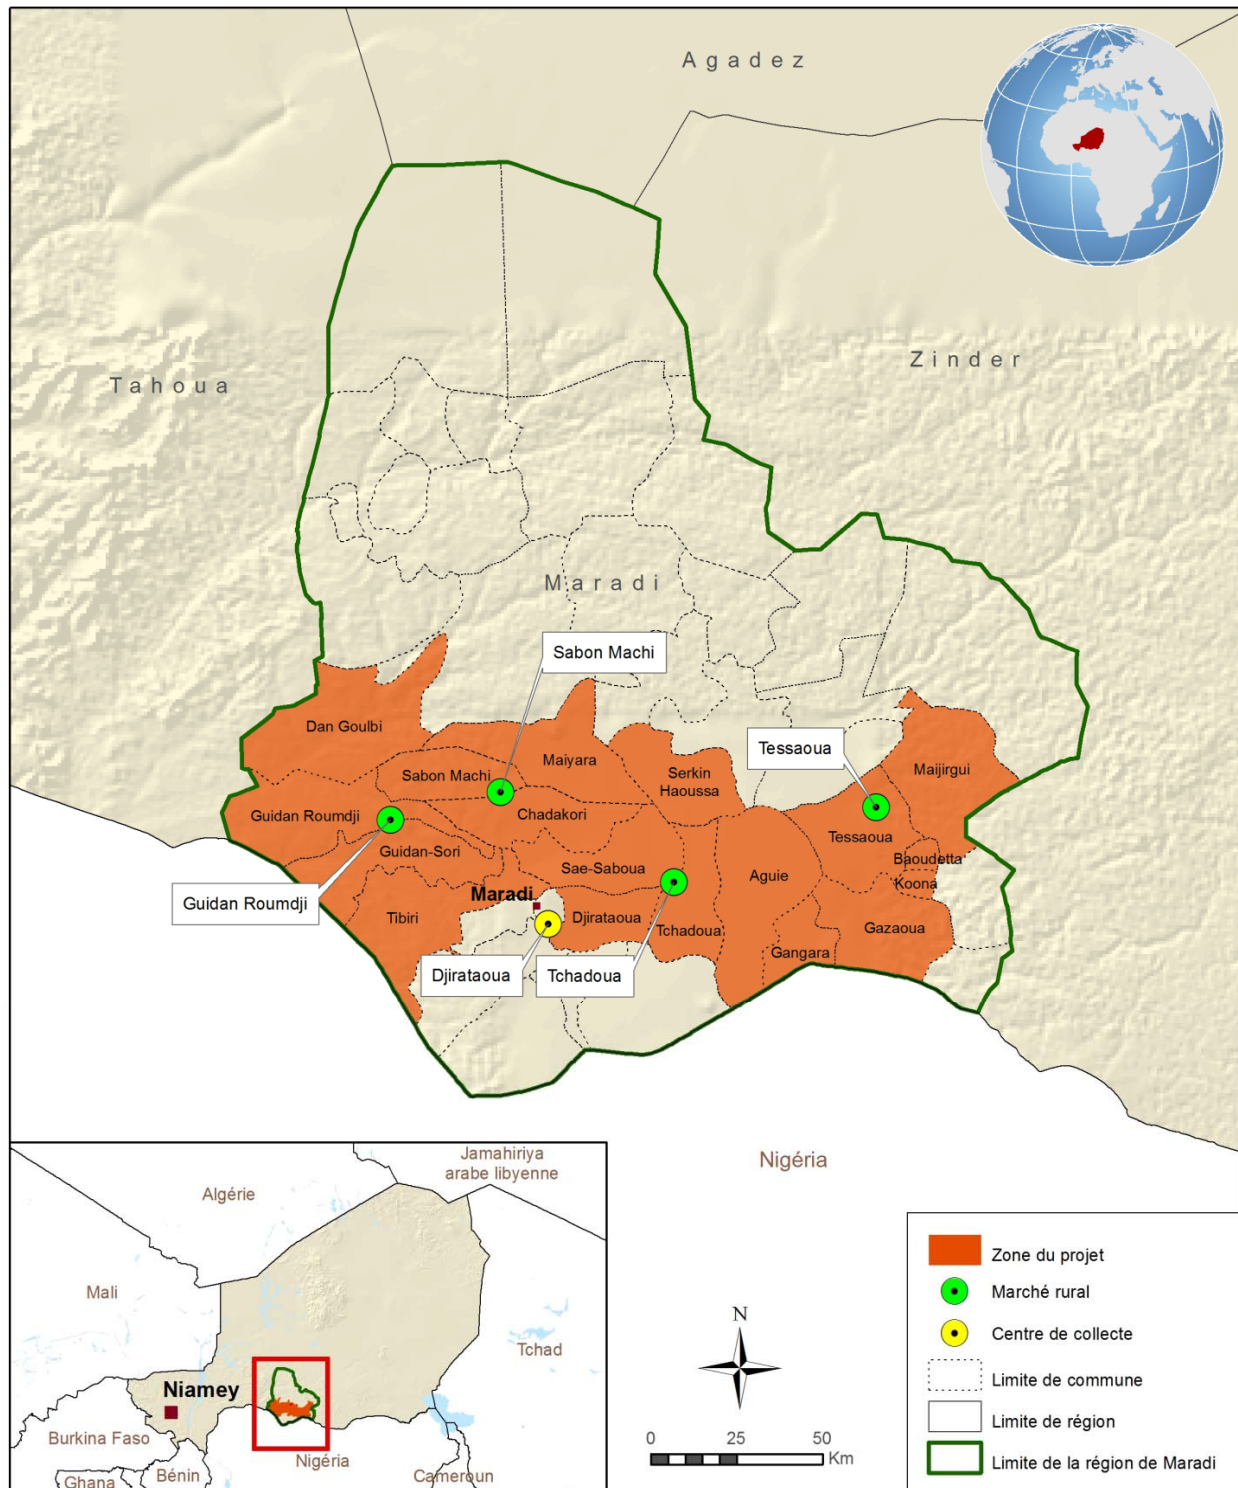 Agadez
Tahoua
Zinder
Maradi
Sabon Machi
Tessaoua
Dan Goulbi
Maiyara
Sabon Machi
Serkin
Haoussa
Maijirgui
Guidan Roumdji
Chadakori
Guidan-Sori
Tessaoua
Baoudetta
Koona
Sae-Saboua
Aguie
Guidan Roumdji
Maradi
Tibiri
Djirataoua
Tchadoua
Gazaoua
Gangara
Djirataoua
Tchadoua
Nigéria
Jamahiriya
arabe libyenne
Algérie
Mali
Tchad
Niamey
Burkina Faso
Nigéria
Bénin
Ghana
Cameroun
N
0 25 50
Km
Zone du projet
Marché rural
Centre de collecte
Limite de commune
Limite de région
Limite de la région de Maradi